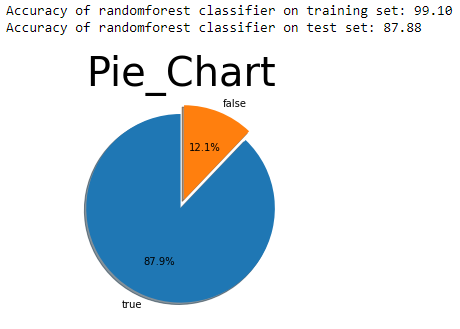 Accuracy of randomforest classifier on training set: 99.10
Accuracy of randomforest classifier on test set: 87.88
Pie_Chart
false
12.1%
87.9%
true